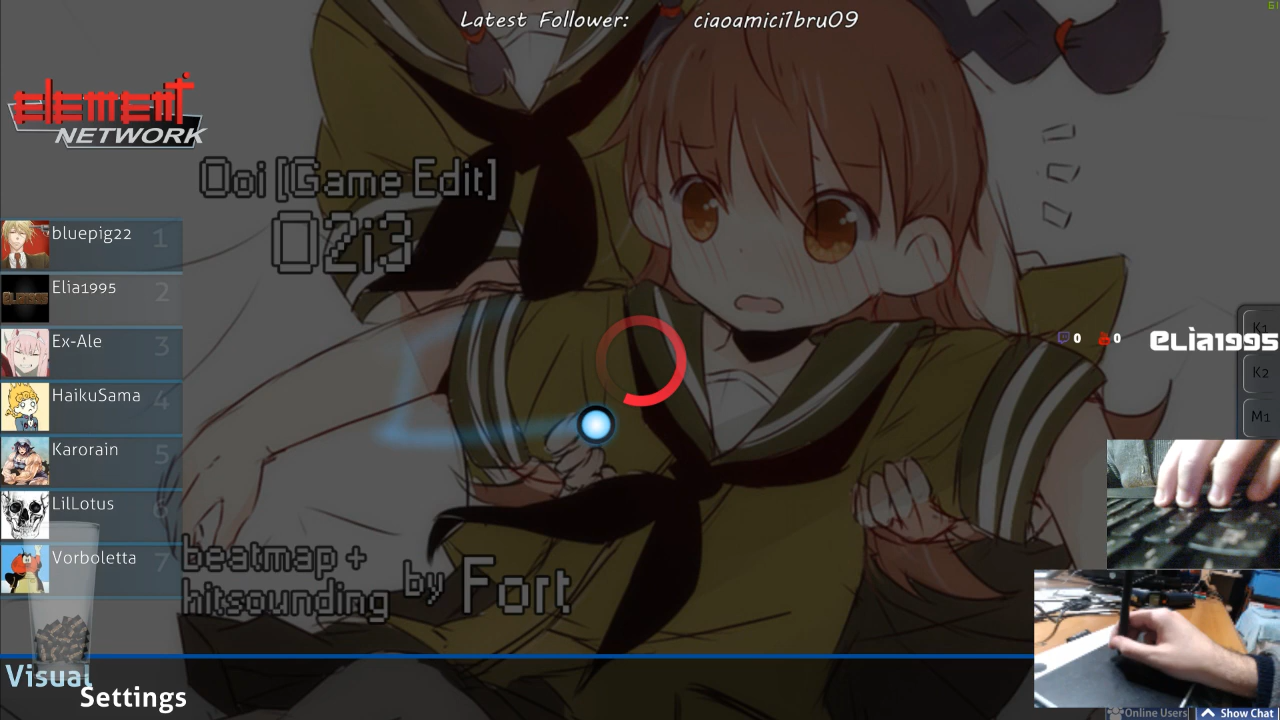 Latest Follower: ciaoamici1bru09
element
NETWORK
Ooi [Game Edit]
O2i3
bluepig22 1
Elia1995 2
Ex-Ale 3
HaikuSama 4
Karorain 5
LilLotus 6
Vorboletta 7
0 0 eLia1995
K1
K2
M1
beatmap +
hitsounding by Fort
Visual
Settings
Online Users
Show Chat